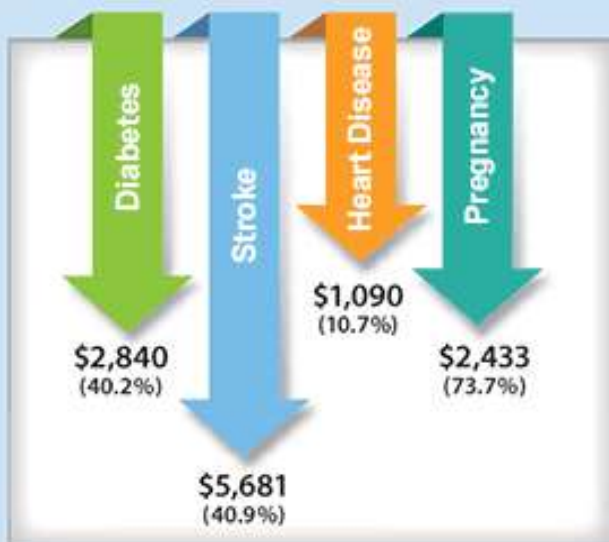 Diabetes
$2,840
(40.2%)
Stroke
$5,681
(40.9%)
Heart Disease
$1,090
(10.7%)
Pregnancy
$2,433
(73.7%)